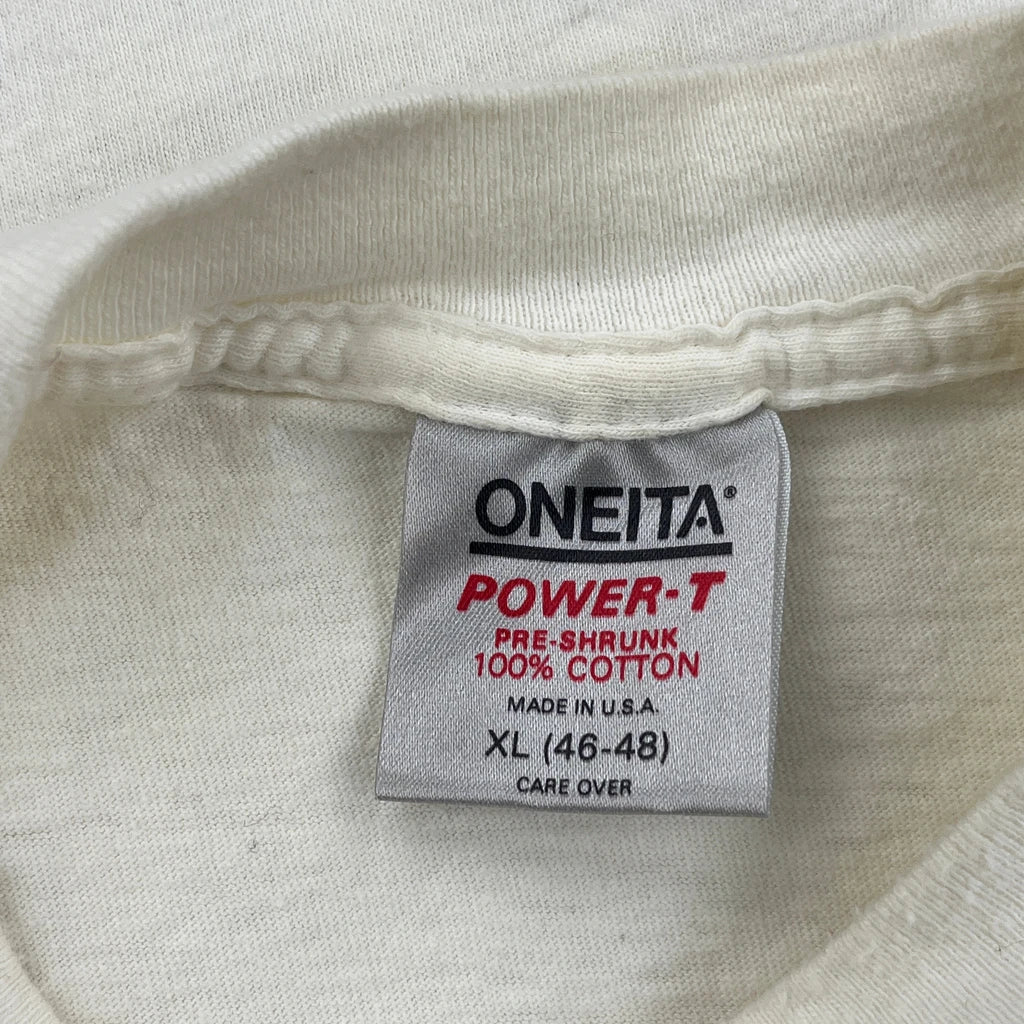 ONEITA®
POWER-T
PRE-SHRUNK
100% COTTON
MADE IN U.S.A.
XL (46-48)
CARE OVER